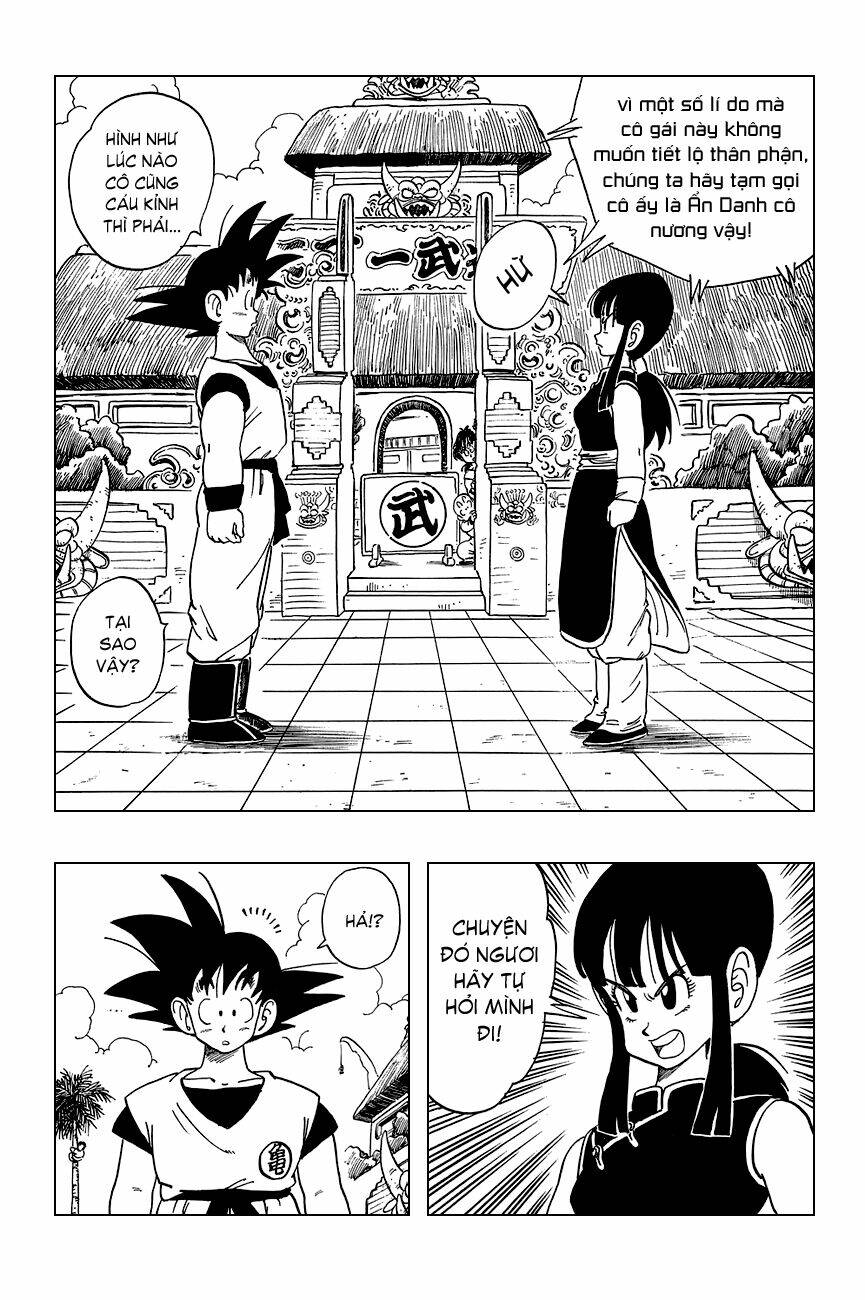 vì một số lí do mà
cô gái này không
muốn tiết lộ thân phận,
chúng ta hãy tạm gọi
cô ấy là Ẩn Danh cô
nương vậy!
HÌNH NHƯ
LÚC NÀO
CÔ CŨNG
CÁU KỈNH
THÌ PHẢI...
HỪ
一武
武
TẠI
SAO
VẬY?
HẢ!?
亀
CHUYỆN
ĐÓ NGƯƠI
HÃY TỰ
HỎI MÌNH
ĐI!